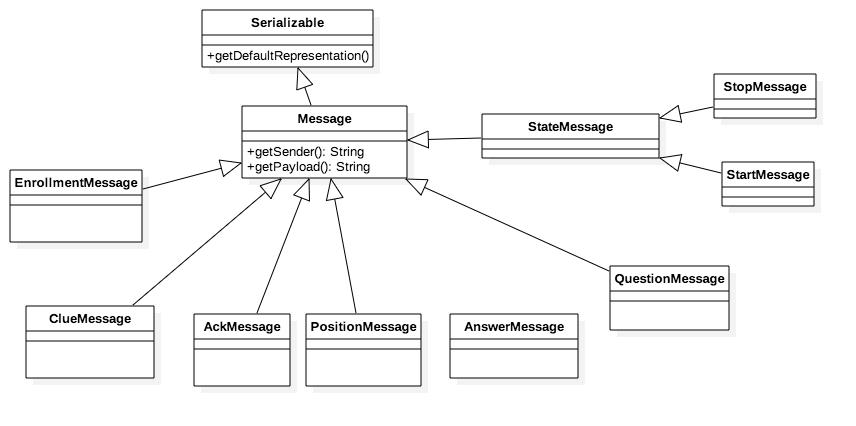 Serializable
+getDefaultRepresentation()
Message
+getSender(): String
+getPayload(): String
StateMessage
StopMessage
StartMessage
EnrollmentMessage
QuestionMessage
ClueMessage
AckMessage
PositionMessage
AnswerMessage